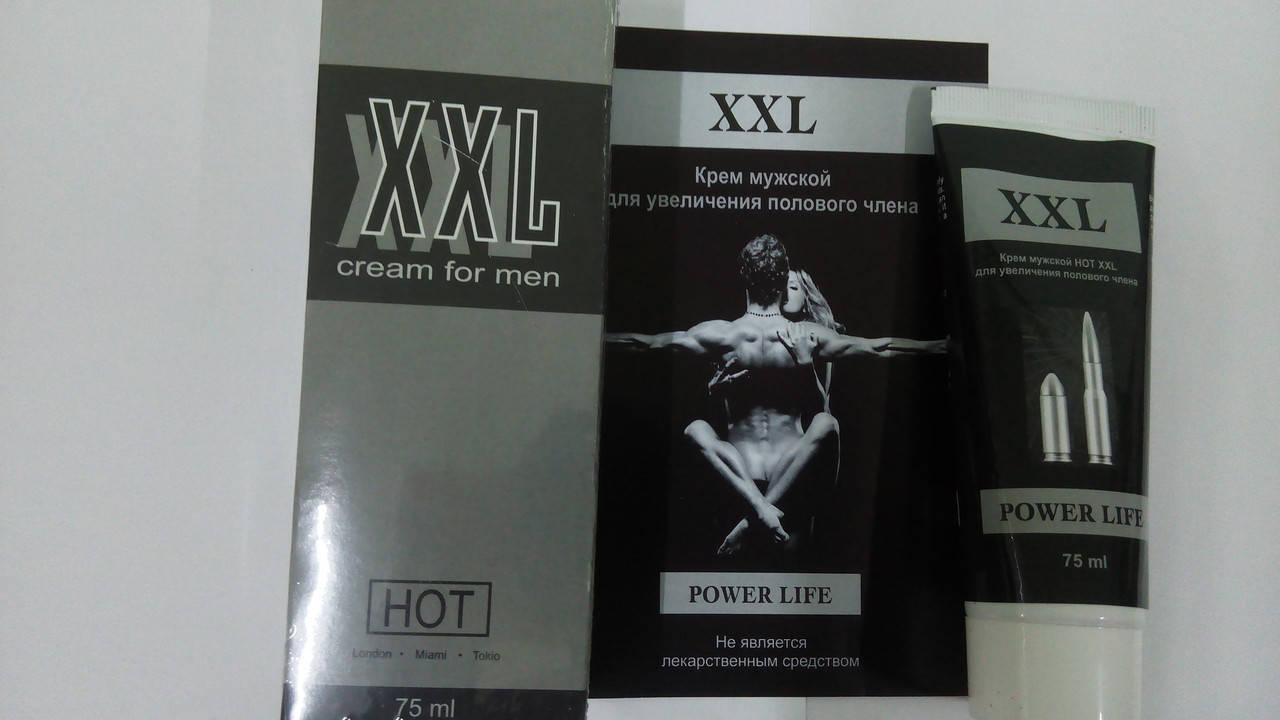 XXL
cream for men
HOT
London • Miami • Tokio
75 ml
XXL
Крем мужской
для увеличения полового члена
POWER LIFE
Не является
лекарственным средством
XXL
Крем мужской HOT XXL
для увеличения полового члена
POWER LIFE
75 ml